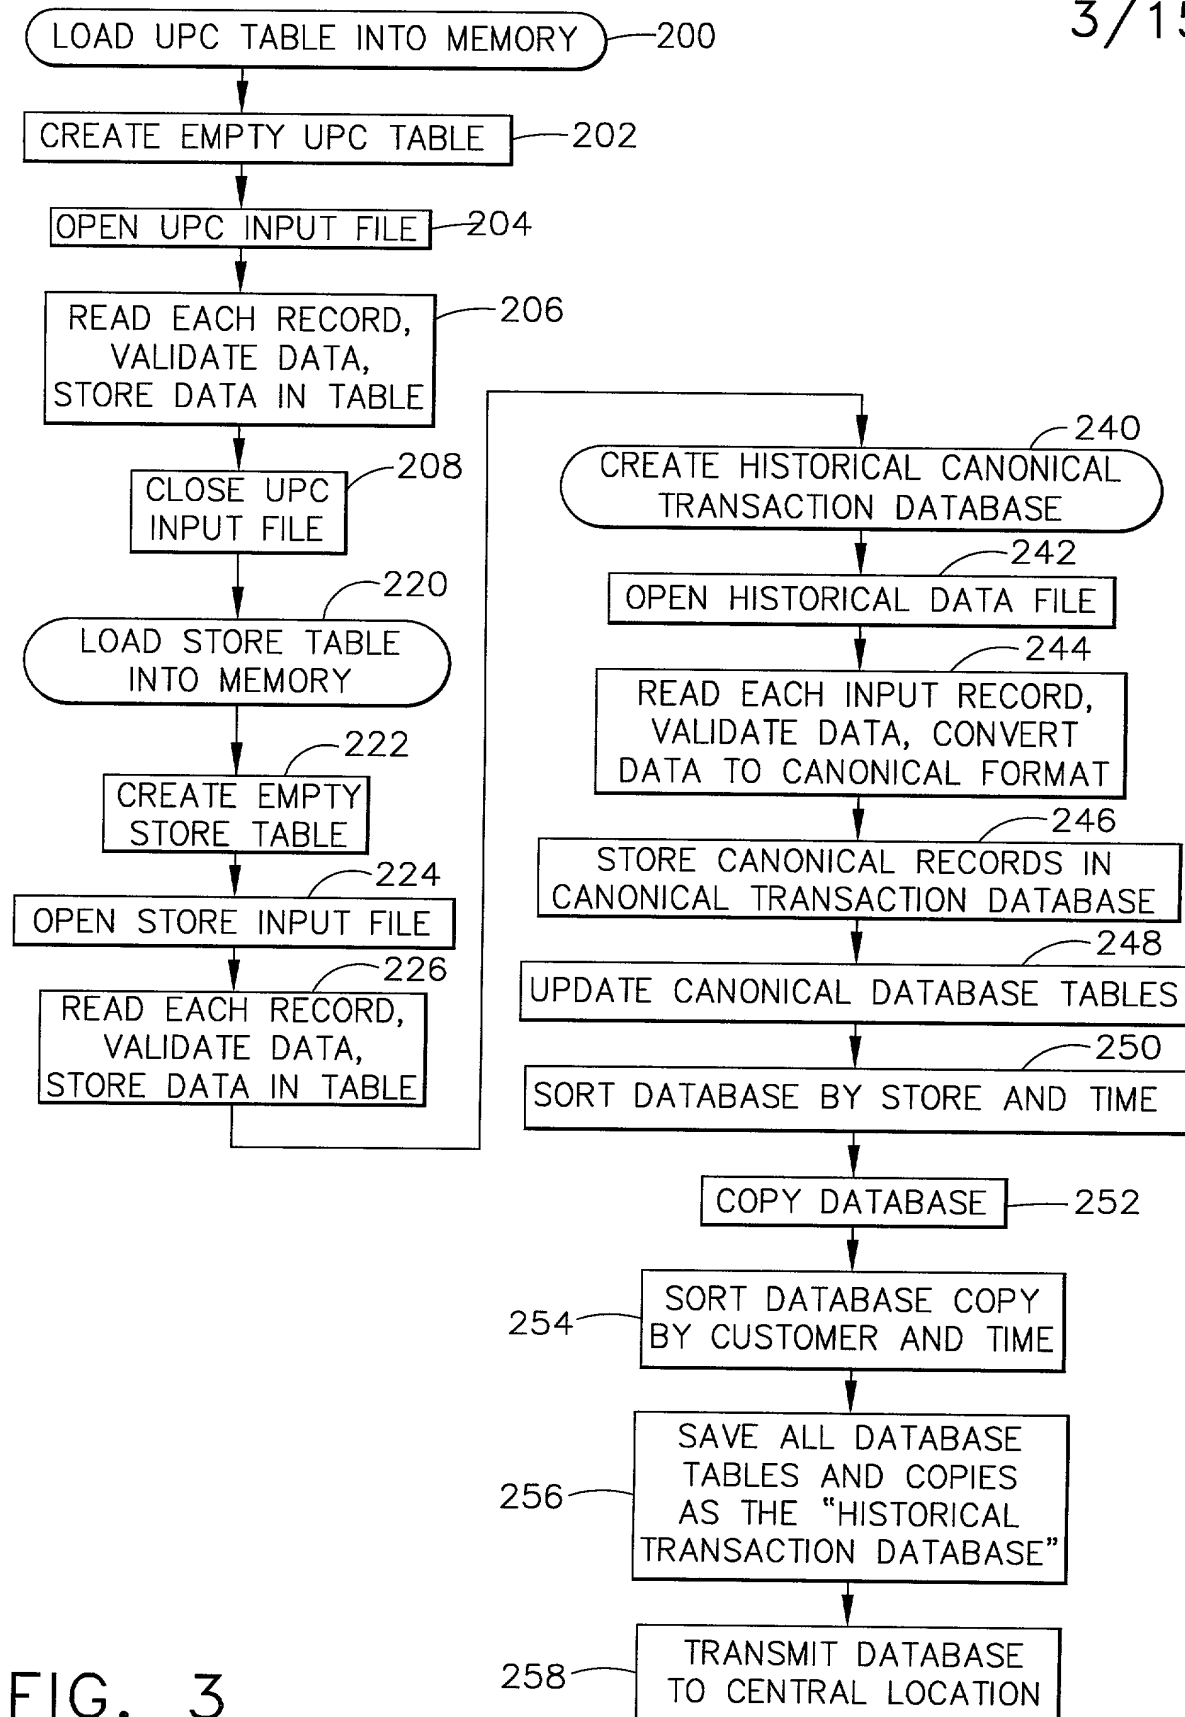 3/15
LOAD UPC TABLE INTO MEMORY
200
CREATE EMPTY UPC TABLE
202
OPEN UPC INPUT FILE
204
READ EACH RECORD,
VALIDATE DATA,
STORE DATA IN TABLE
206
CLOSE UPC
INPUT FILE
208
LOAD STORE TABLE
INTO MEMORY
220
CREATE EMPTY
STORE TABLE
222
OPEN STORE INPUT FILE
224
READ EACH RECORD,
VALIDATE DATA,
STORE DATA IN TABLE
226
CREATE HISTORICAL CANONICAL
TRANSACTION DATABASE
240
OPEN HISTORICAL DATA FILE
242
READ EACH INPUT RECORD,
VALIDATE DATA, CONVERT
DATA TO CANONICAL FORMAT
244
STORE CANONICAL RECORDS IN
CANONICAL TRANSACTION DATABASE
246
UPDATE CANONICAL DATABASE TABLES
248
SORT DATABASE BY STORE AND TIME
250
COPY DATABASE
252
SORT DATABASE COPY
BY CUSTOMER AND TIME
254
SAVE ALL DATABASE
TABLES AND COPIES
AS THE "HISTORICAL
TRANSACTION DATABASE"
256
TRANSMIT DATABASE
TO CENTRAL LOCATION
258
FIG. 3